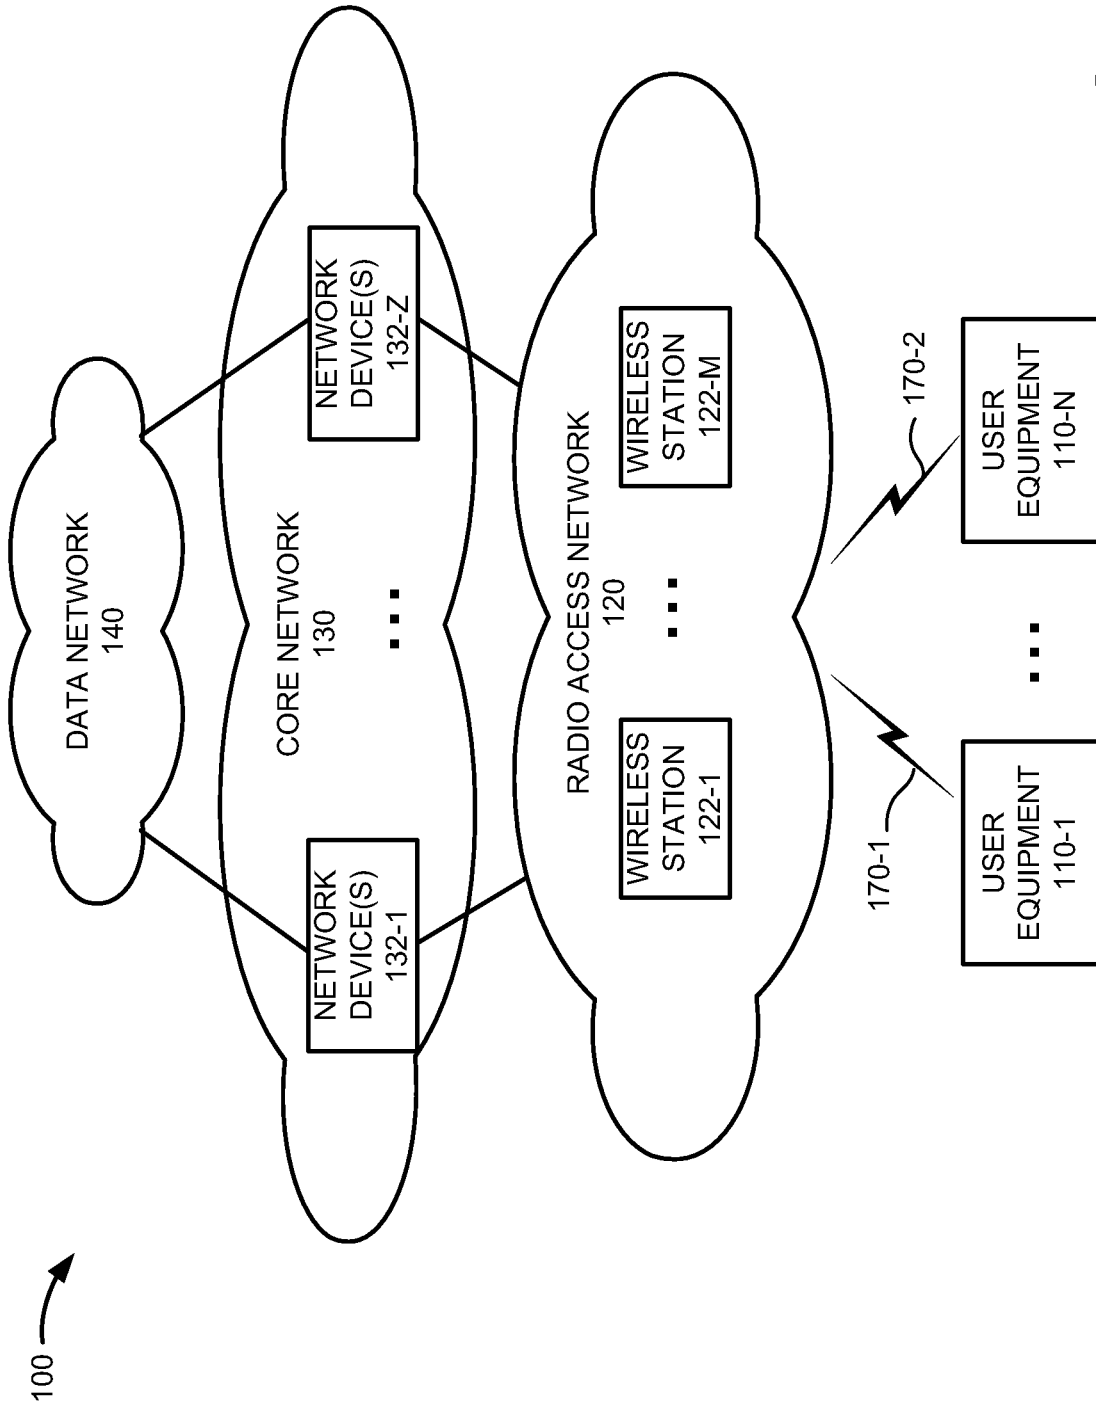 100
DATA NETWORK
140
CORE NETWORK
130
NETWORK
DEVICE(S)
132-1
...
NETWORK
DEVICE(S)
132-Z
RADIO ACCESS NETWORK
120
WIRELESS
STATION
122-1
...
WIRELESS
STATION
122-M
170-1
170-2
USER
EQUIPMENT
110-1
...
USER
EQUIPMENT
110-N